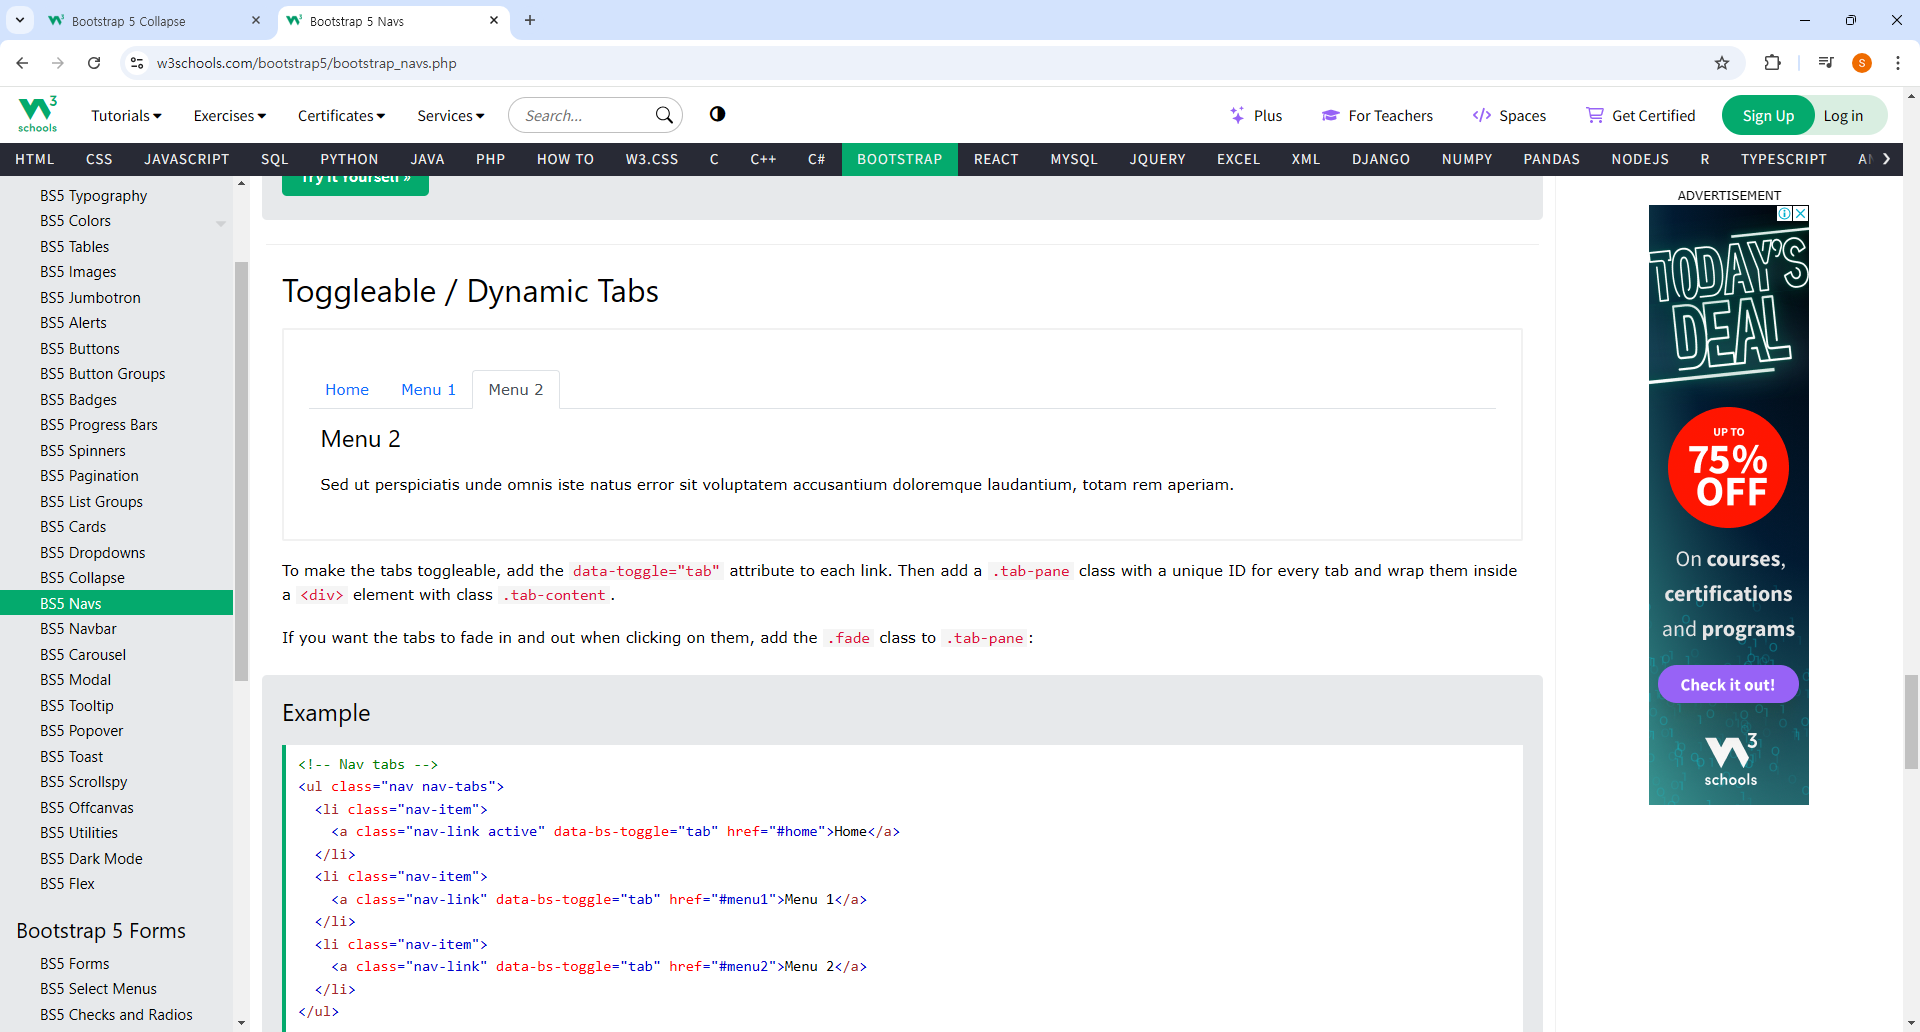 Bootstrap 5 Collapse
Bootstrap 5 Navs
w3schools.com/bootstrap5/bootstrap_navs.php
S
3
schools
Tutorials
Exercises
Certificates
Services
Search...
Plus
For Teachers
Spaces
Get Certified
Sign Up
Log in
HTML CSS JAVASCRIPT SQL PYTHON JAVA PHP HOW TO W3.CSS C C++ C# BOOTSTRAP REACT MYSQL JQUERY EXCEL XML DJANGO NUMPY PANDAS NODEJS R TYPESCRIPT
BS5 Typography
BS5 Colors
BS5 Tables
BS5 Images
BS5 Jumbotron
BS5 Alerts
BS5 Buttons
BS5 Button Groups
BS5 Badges
BS5 Progress Bars
BS5 Spinners
BS5 Pagination
BS5 List Groups
BS5 Cards
BS5 Dropdowns
BS5 Collapse
BS5 Navs
BS5 Navbar
BS5 Carousel
BS5 Modal
BS5 Tooltip
BS5 Popover
BS5 Toast
BS5 Scrollspy
BS5 Offcanvas
BS5 Utilities
BS5 Dark Mode
BS5 Flex
Bootstrap 5 Forms
BS5 Forms
BS5 Select Menus
BS5 Checks and Radios
Try it Yourself »
Toggleable / Dynamic Tabs
Home Menu 1 Menu 2
Menu 2
Sed ut perspiciatis unde omnis iste natus error sit voluptatem accusantium doloremque laudantium, totam rem aperiam.
To make the tabs toggleable, add the data-toggle="tab" attribute to each link. Then add a .tab-pane class with a unique ID for every tab and wrap them inside
a <div> element with class .tab-content.
If you want the tabs to fade in and out when clicking on them, add the .fade class to .tab-pane:
Example
<!-- Nav tabs -->
<ul class="nav nav-tabs">
<li class="nav-item">
<a class="nav-link active" data-bs-toggle="tab" href="#home">Home</a>
</li>
<li class="nav-item">
<a class="nav-link" data-bs-toggle="tab" href="#menu1">Menu 1</a>
</li>
<li class="nav-item">
<a class="nav-link" data-bs-toggle="tab" href="#menu2">Menu 2</a>
</li>
</ul>
ADVERTISEMENT
TODAY'S
DEAL
UP TO
75%
OFF
On courses,
certifications
and programs
Check it out!
3
schools